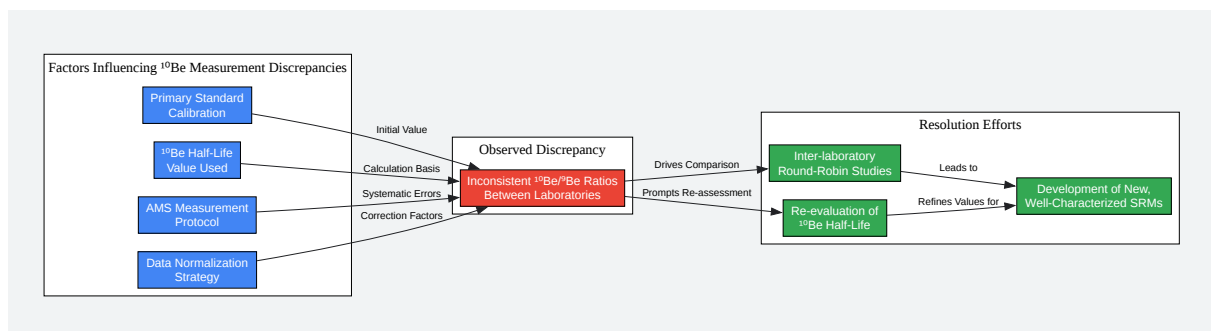 Factors Influencing ¹⁰Be Measurement Discrepancies
Primary Standard
Calibration
¹⁰Be Half-Life
Value Used
AMS Measurement
Protocol
Data Normalization
Strategy
Initial Value
Calculation Basis
Systematic Errors
Correction Factors
Observed Discrepancy
Inconsistent ¹⁰Be/⁹Be Ratios
Between Laboratories
Drives Comparison
Prompts Re-assessment
Resolution Efforts
Inter-laboratory
Round-Robin Studies
Re-evaluation of
¹⁰Be Half-Life
Leads to
Refines Values for
Development of New,
Well-Characterized SRMs